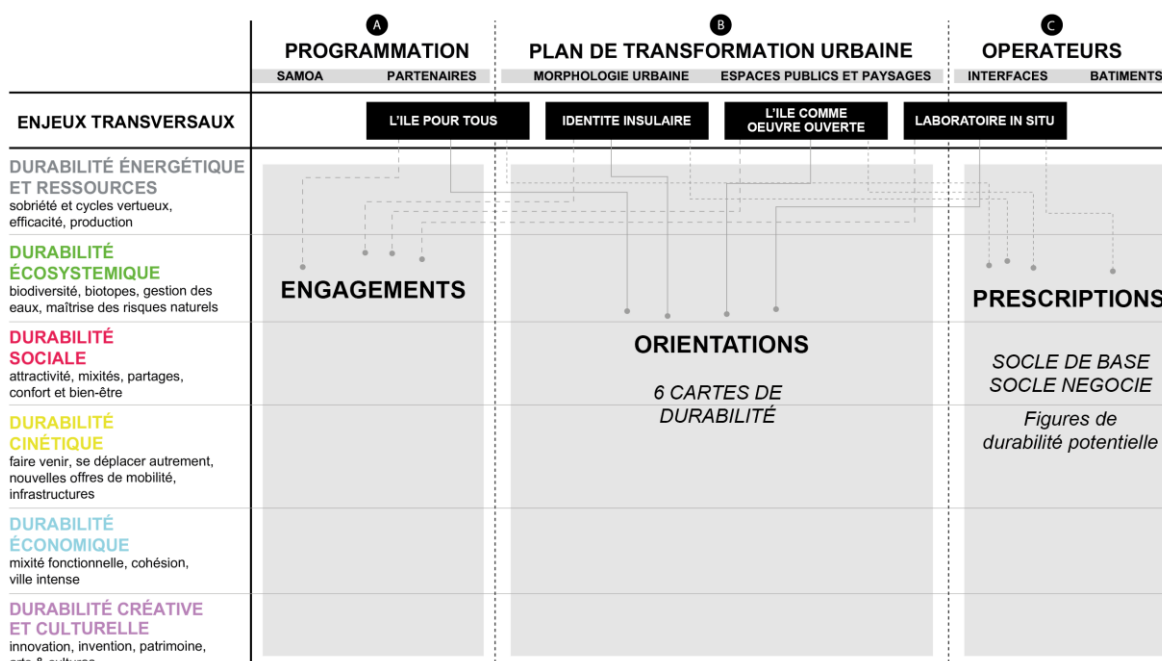 A
B
C
PROGRAMMATION
PLAN DE TRANSFORMATION URBAINE
OPERATEURS
SAMOA
PARTENAIRES
MORPHOLOGIE URBAINE
ESPACES PUBLICS ET PAYSAGES
INTERFACES
BATIMENTS
ENJEUX TRANSVERSAUX
L'ILE POUR TOUS
IDENTITE INSULAIRE
L'ILE COMME
OEUVRE OUVERTE
LABORATOIRE IN SITU
DURABILITÉ ÉNERGÉTIQUE
ET RESSOURCES
sobriété et cycles vertueux,
efficacité, production
DURABILITÉ
ÉCOSYSTEMIQUE
biodiversité, biotopes, gestion des
eaux, maîtrise des risques naturels
DURABILITÉ
SOCIALE
attractivité, mixités, partages,
confort et bien-être
DURABILITÉ
CINÉTIQUE
faire venir, se déplacer autrement,
nouvelles offres de mobilité,
infrastructures
DURABILITÉ
ÉCONOMIQUE
mixité fonctionnelle, cohésion,
ville intense
DURABILITÉ CRÉATIVE
ET CULTURELLE
innovation, invention, patrimoine,
ENGAGEMENTS
ORIENTATIONS
6 CARTES DE
DURABILITÉ
PRESCRIPTIONS
SOCLE DE BASE
SOCLE NEGOCIE
Figures de
durabilité potentielle